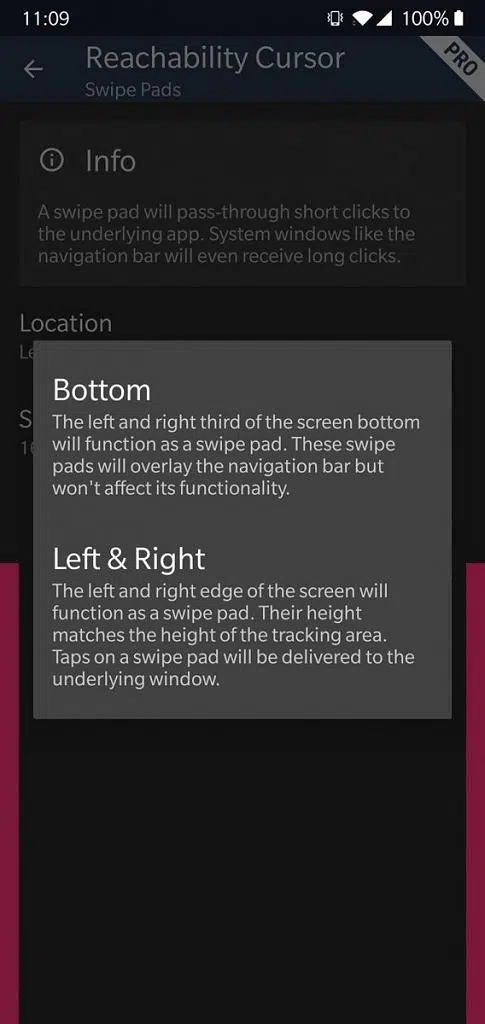 11:09
100%
Reachability Cursor
PRO
Swipe Pads
Info
A swipe pad will pass-through short clicks to
the underlying app. System windows like the
navigation bar will even receive long clicks.
Location
Bottom
The left and right third of the screen bottom
will function as a swipe pad. These swipe
pads will overlay the navigation bar but
won't affect its functionality.
Left & Right
The left and right edge of the screen will
function as a swipe pad. Their height
matches the height of the tracking area.
Taps on a swipe pad will be delivered to the
underlying window.